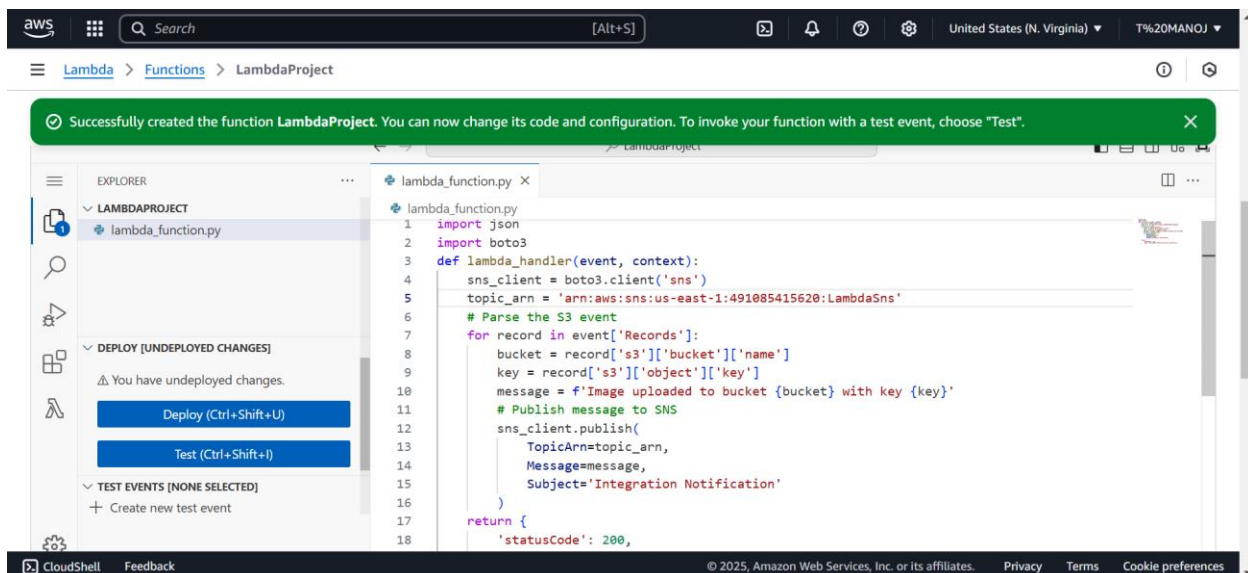 aws
Search [Alt+S] United States (N. Virginia) ▼ T%20MANOJ ▼
Lambda > Functions > LambdaProject
Successfully created the function LambdaProject. You can now change its code and configuration. To invoke your function with a test event, choose "Test".
LambdaProject
EXPLORER ...
LAMBDAPROJECT
lambda_function.py
1
DEPLOY [UNDEPLOYED CHANGES]
⚠ You have undeployed changes.
Deploy (Ctrl+Shift+U)
Test (Ctrl+Shift+I)
TEST EVENTS [NONE SELECTED]
+ Create new test event
lambda_function.py ×
lambda_function.py
1 import json
2 import boto3
3 def lambda_handler(event, context):
4     sns_client = boto3.client('sns')
5     topic_arn = 'arn:aws:sns:us-east-1:491085415620:LambdaSns'
6     # Parse the S3 event
7     for record in event['Records']:
8         bucket = record['s3']['bucket']['name']
9         key = record['s3']['object']['key']
10         message = f'Image uploaded to bucket {bucket} with key {key}'
11         # Publish message to SNS
12         sns_client.publish(
13             TopicArn=topic_arn,
14             Message=message,
15             Subject='Integration Notification'
16         )
17     return {
18         'statusCode': 200,
CloudShell Feedback © 2025, Amazon Web Services, Inc. or its affiliates. Privacy Terms Cookie preferences